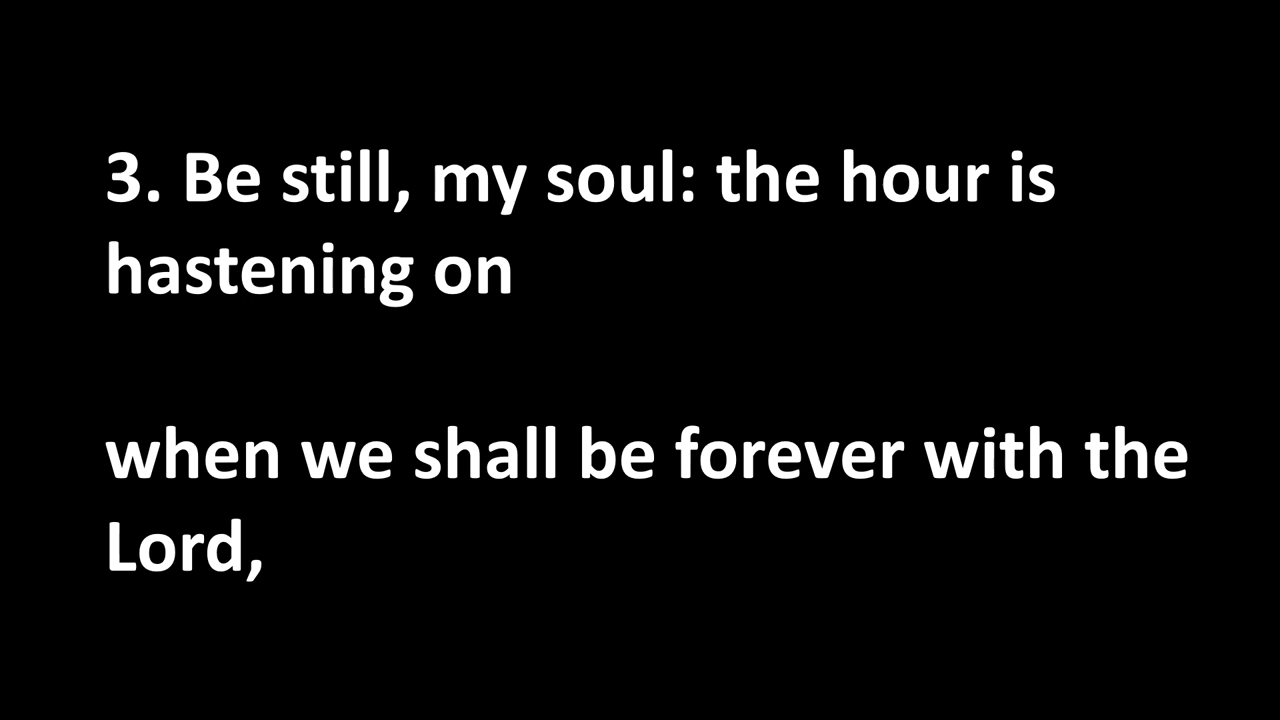 3. Be still, my soul: the hour is
hastening on
when we shall be forever with the
Lord,